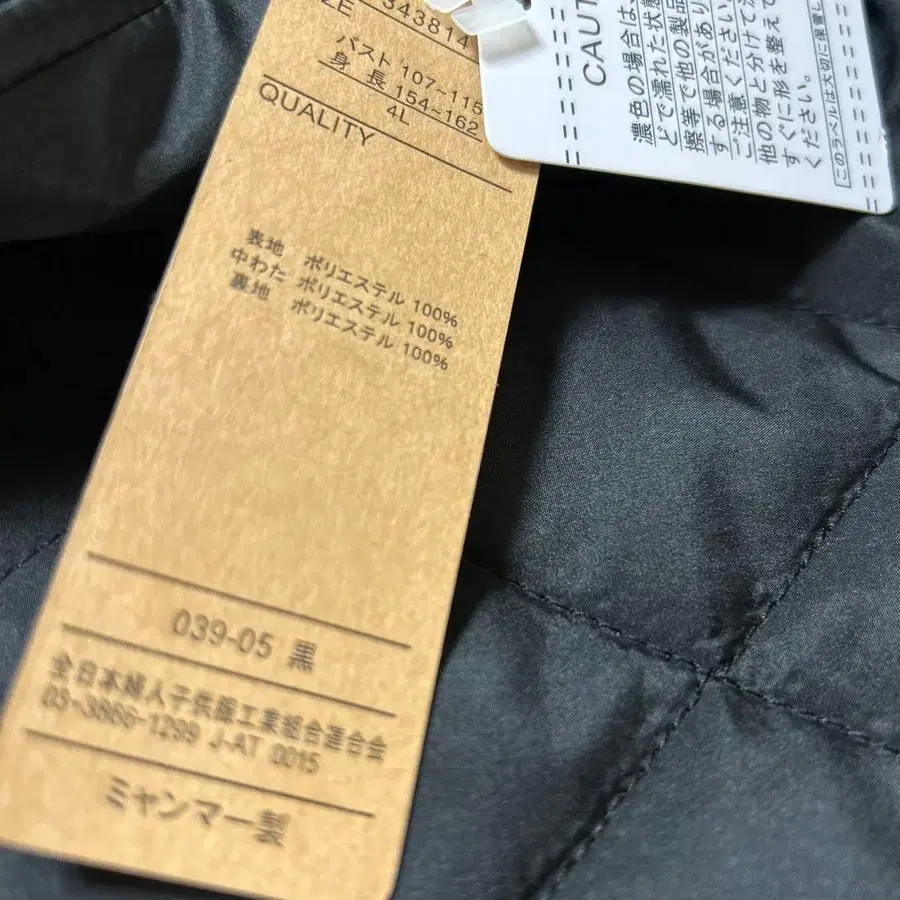 343814
バスト 107~115
身長 154~162
4L
QUALITY
表地 ポリエステル 100%
中わた ポリエステル 100%
裏地 ポリエステル 100%
039-05 黒
全日本婦人子供服工業組合連合会
03-3866-1299 J-AT 0015
ミャンマー製
濃色の場合は、
どで濡れた状態
擦等で他の製品
する場合があり
ご注意ください。
他の物と分けて
すぐに形を整えて
ください。
このラベルは大切に保管し